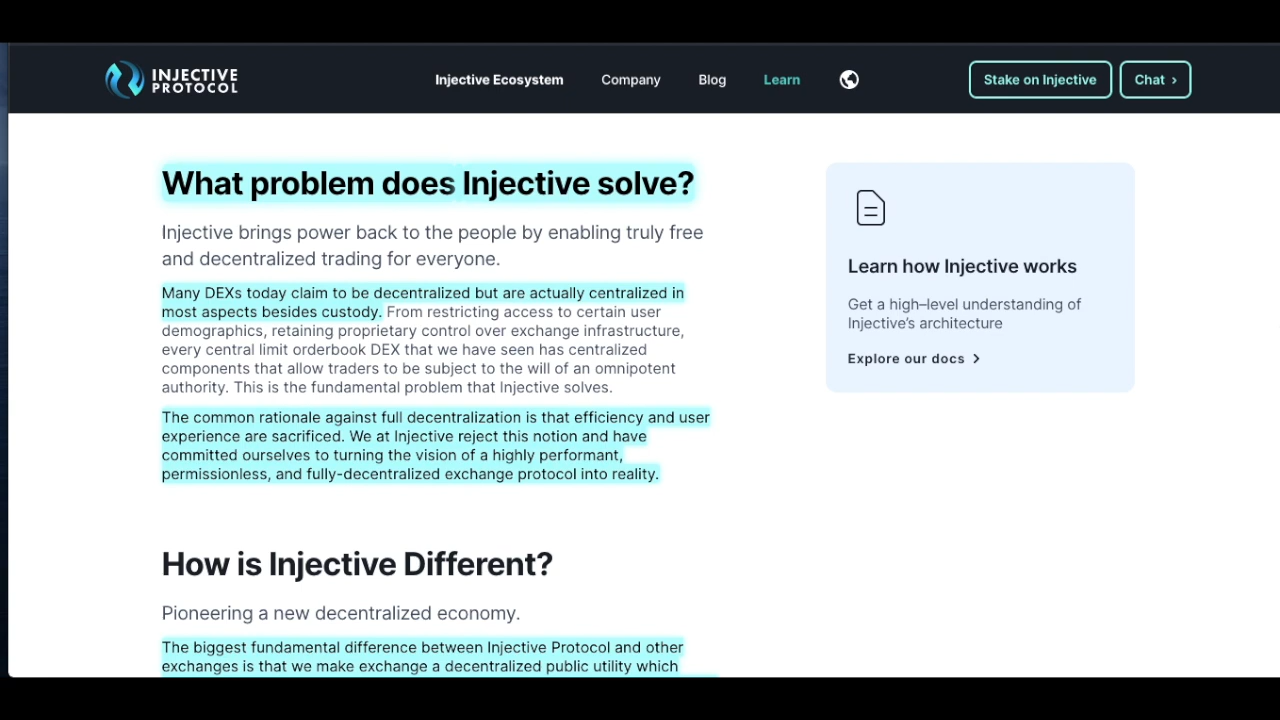 INJECTIVE
PROTOCOL
Injective Ecosystem
Company
Blog
Learn
Stake on Injective
Chat ›
What problem does Injective solve?
Injective brings power back to the people by enabling truly free
and decentralized trading for everyone.
Many DEXs today claim to be decentralized but are actually centralized in
most aspects besides custody. From restricting access to certain user
demographics, retaining proprietary control over exchange infrastructure,
every central limit orderbook DEX that we have seen has centralized
components that allow traders to be subject to the will of an omnipotent
authority. This is the fundamental problem that Injective solves.
The common rationale against full decentralization is that efficiency and user
experience are sacrificed. We at Injective reject this notion and have
committed ourselves to turning the vision of a highly performant,
permissionless, and fully-decentralized exchange protocol into reality.
Learn how Injective works
Get a high–level understanding of
Injective’s architecture
Explore our docs >
How is Injective Different?
Pioneering a new decentralized economy.
The biggest fundamental difference between Injective Protocol and other
exchanges is that we make exchange a decentralized public utility which